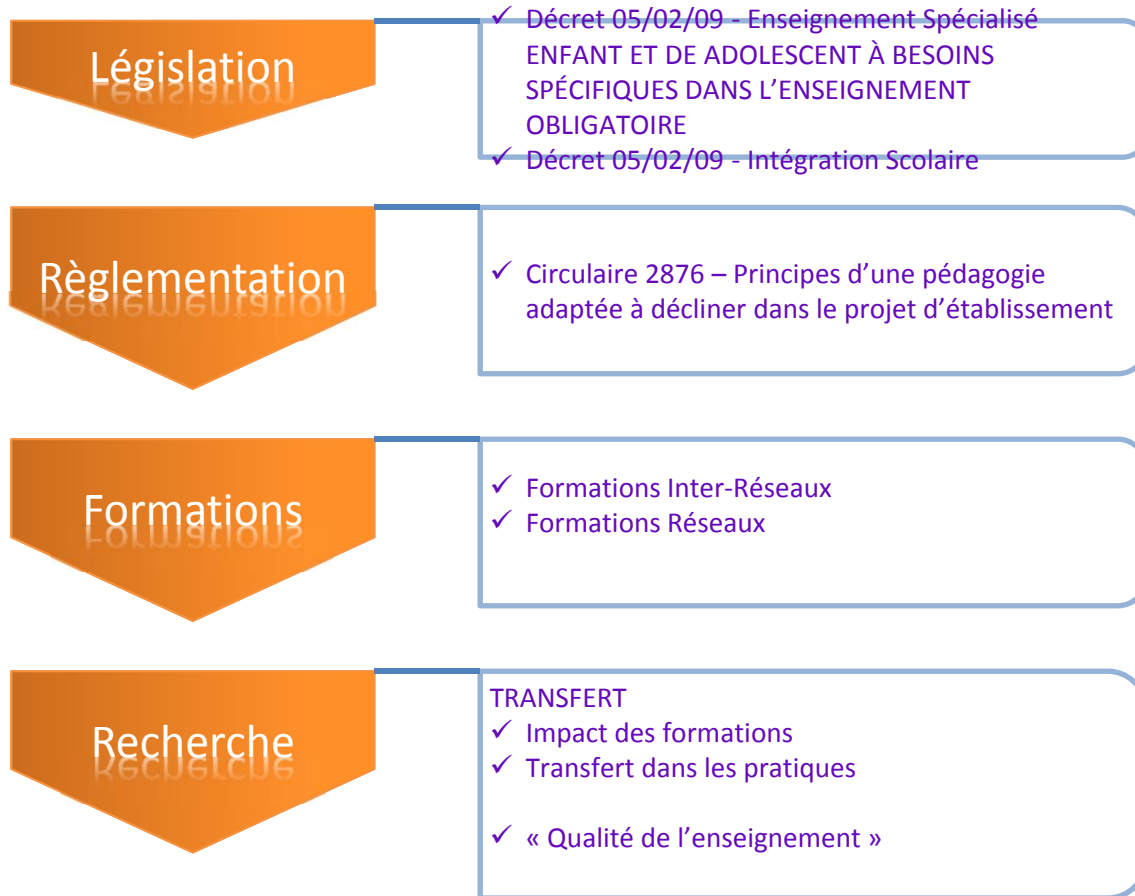 Législation
✓ Décret 05/02/09 - Enseignement Spécialisé
ENFANT ET DE ADOLESCENT À BESOINS
SPÉCIFIQUES DANS L’ENSEIGNEMENT
OBLIGATOIRE
✓ Décret 05/02/09 - Intégration Scolaire
Règlementation
✓ Circulaire 2876 – Principes d’une pédagogie
adaptée à décliner dans le projet d’établissement
Formations
✓ Formations Inter-Réseaux
✓ Formations Réseaux
Recherche
TRANSFERT
✓ Impact des formations
✓ Transfert dans les pratiques
✓ « Qualité de l’enseignement »